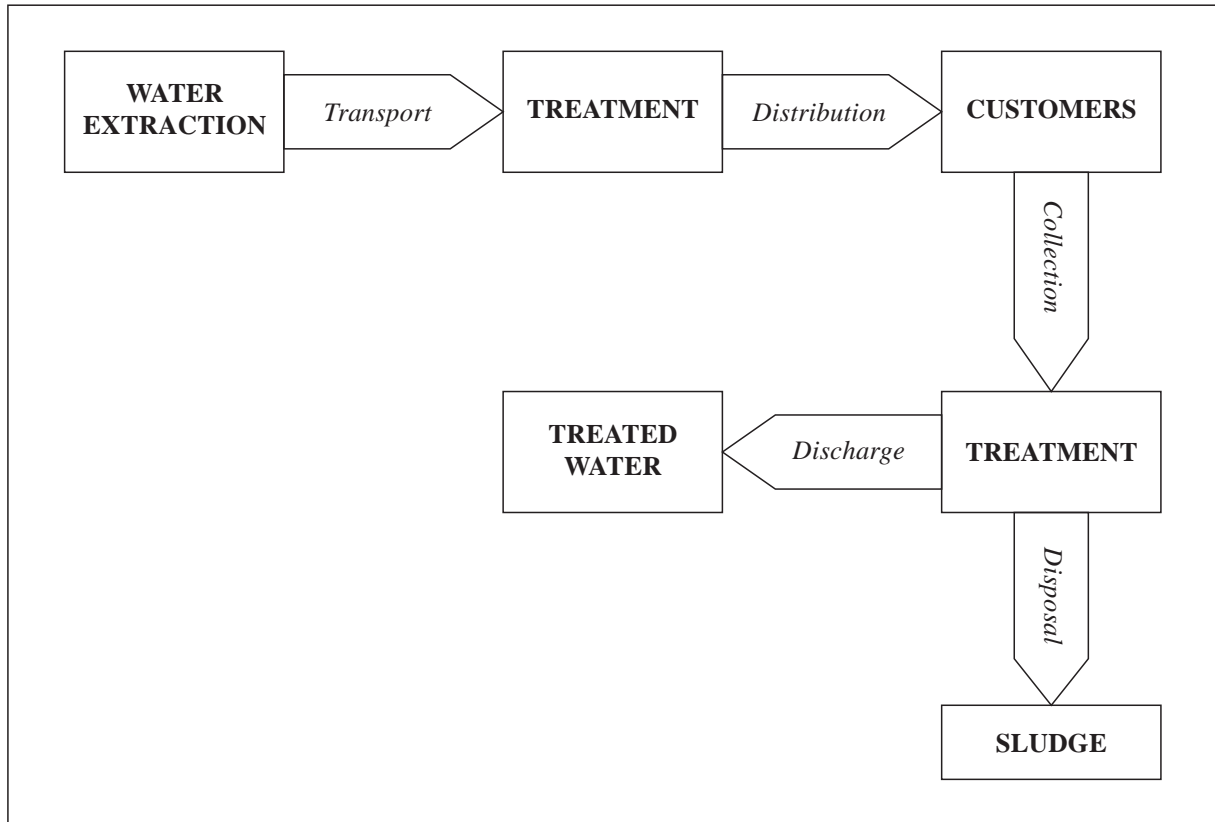 WATER
EXTRACTION
Transport
TREATMENT
Distribution
CUSTOMERS
Collection
TREATED
WATER
Discharge
TREATMENT
Disposal
SLUDGE